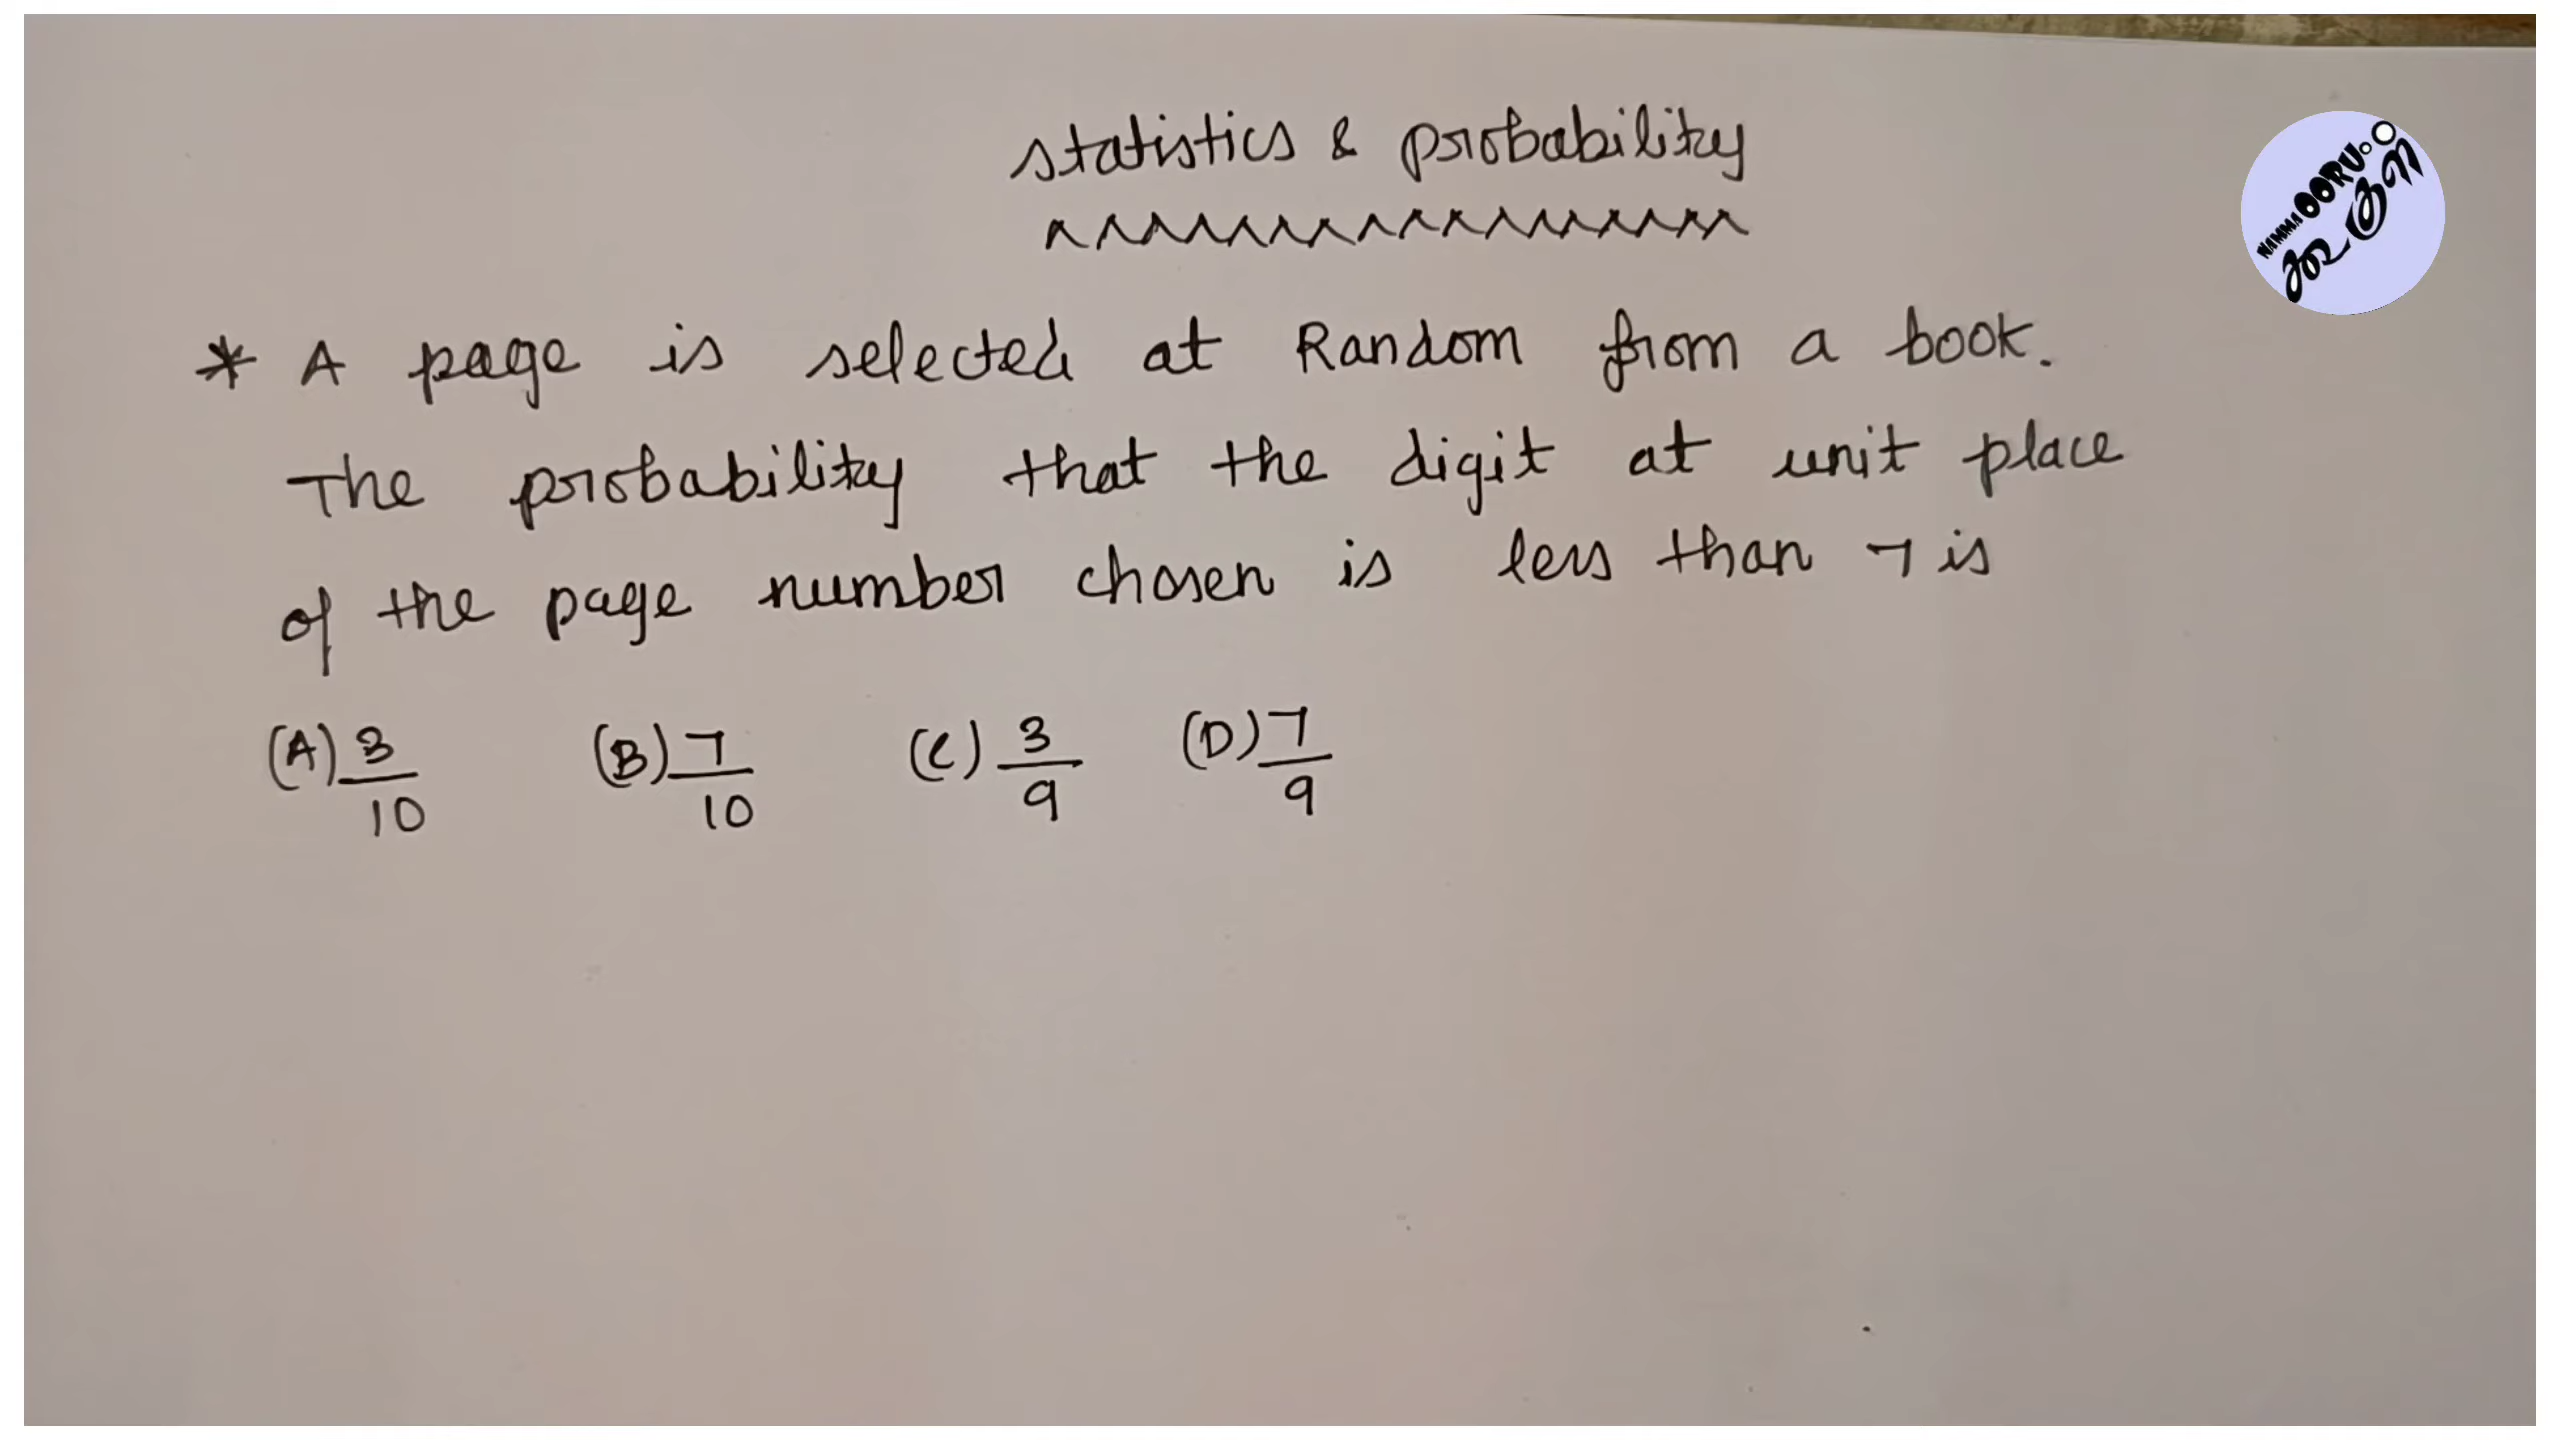 statistics & probability
* A page is selected at Random from a book.
The probability that the digit at unit place
of the page number chosen is less than 7 is
(A) 3/10 (B) 7/10 (C) 3/9 (D) 7/9
NAMMA OORU